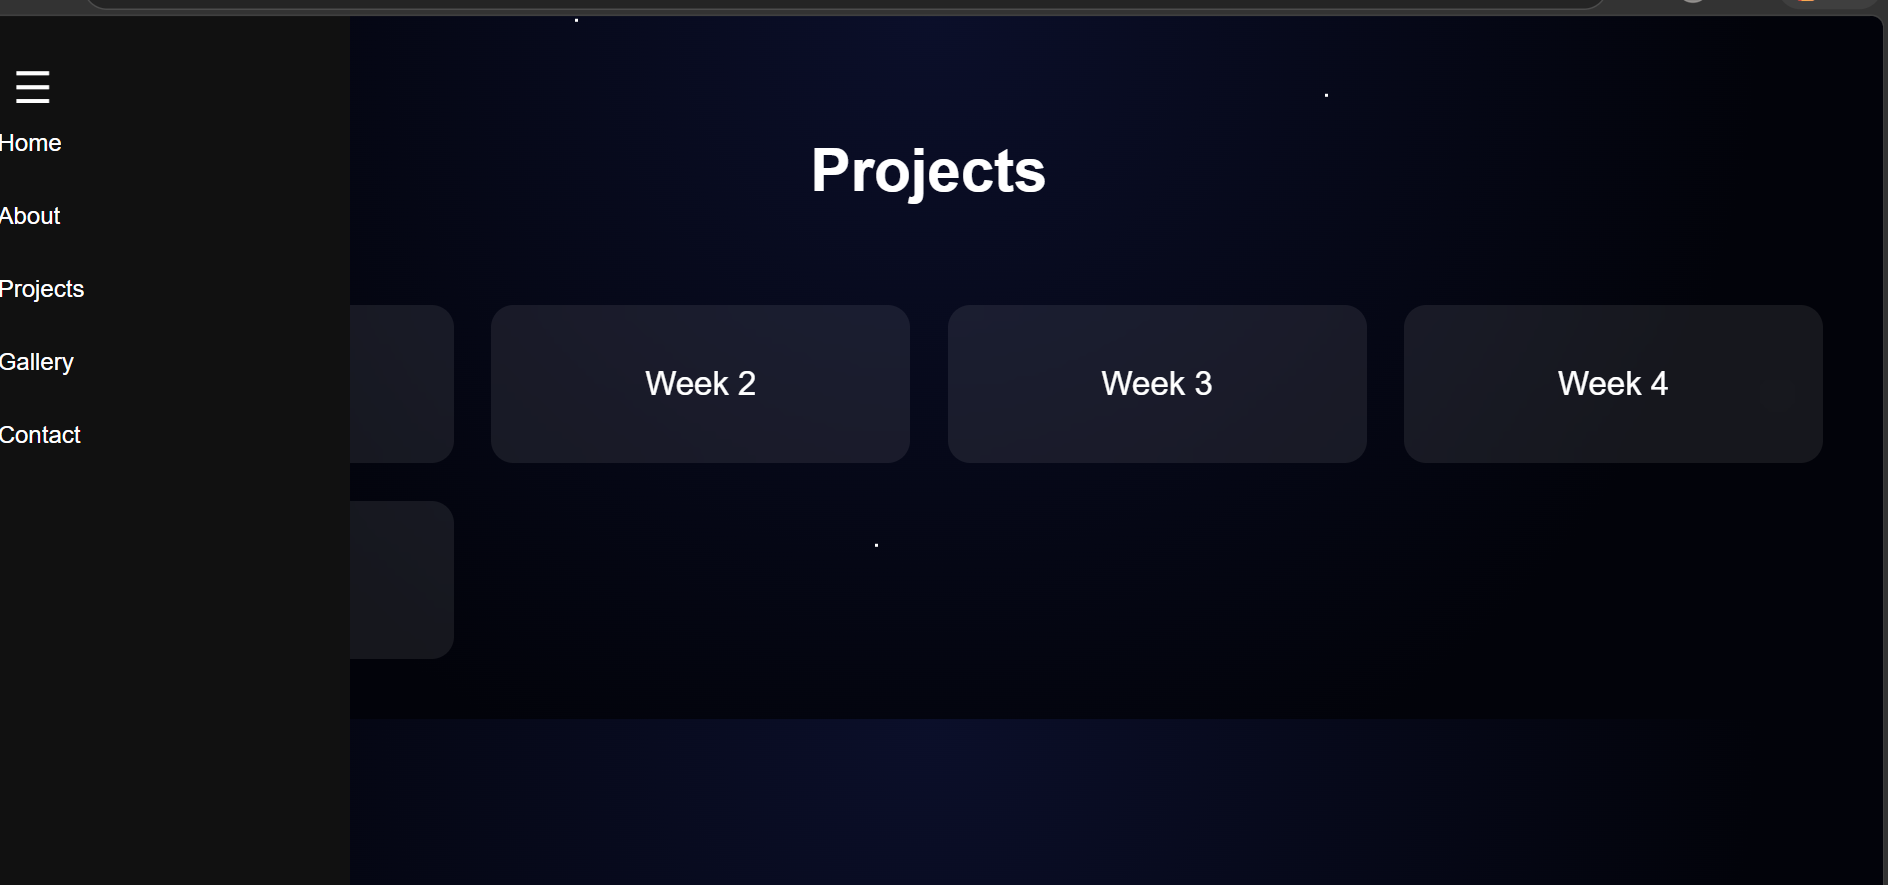 ☰
Home
About
Projects
Gallery
Contact
Projects
Week 2
Week 3
Week 4